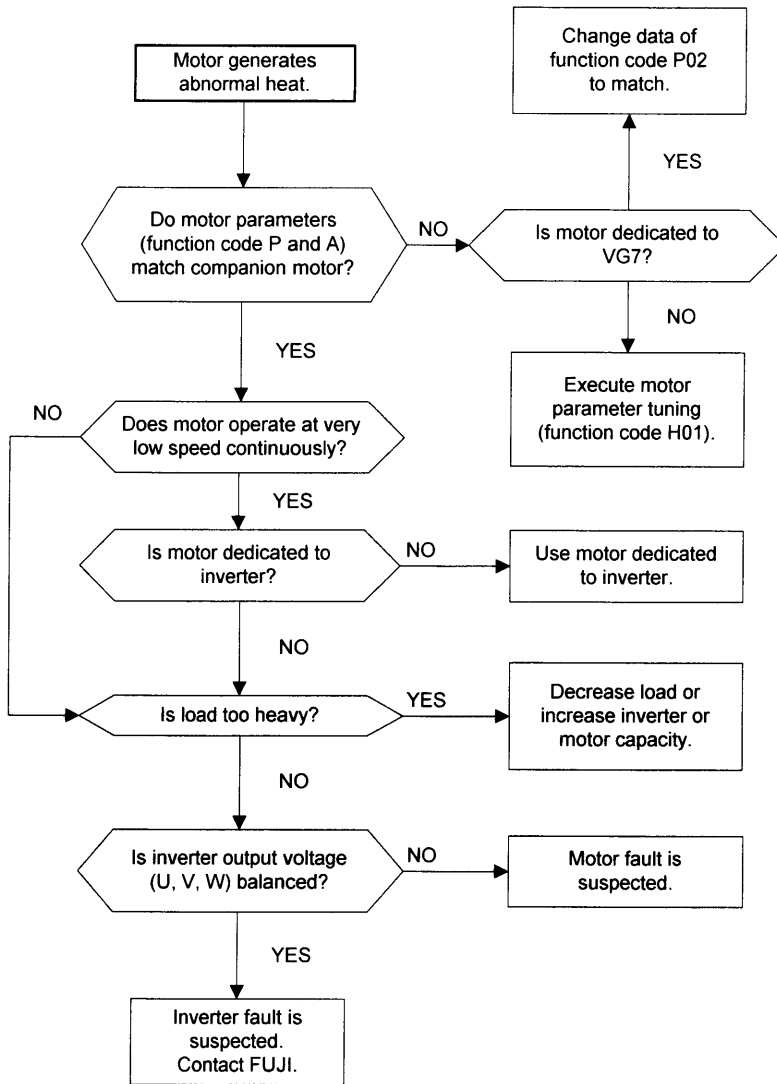 Motor generates
abnormal heat.
Change data of
function code P02
to match.
YES
Do motor parameters
(function code P and A)
match companion motor?
NO
Is motor dedicated to
VG7?
YES
NO
Execute motor
parameter tuning
(function code H01).
NO
Does motor operate at very
low speed continuously?
YES
Is motor dedicated to
inverter?
NO
Use motor dedicated
to inverter.
NO
Is load too heavy?
YES
Decrease load or
increase inverter or
motor capacity.
NO
Is inverter output voltage
(U, V, W) balanced?
NO
Motor fault is
suspected.
YES
Inverter fault is
suspected.
Contact FUJI.